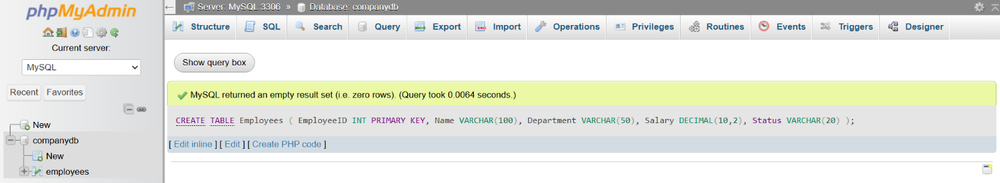 phpMyAdmin
Current server:
MySQL
Recent Favorites
New
companydb
New
employees
Server: MySQL:3306 » Database: companydb
Structure SQL Search Query Export Import Operations Privileges Routines Events Triggers Designer
Show query box
MySQL returned an empty result set (i.e. zero rows). (Query took 0.0064 seconds.)
CREATE TABLE Employees ( EmployeeID INT PRIMARY KEY, Name VARCHAR(100), Department VARCHAR(50), Salary DECIMAL(10,2), Status VARCHAR(20) );
[ Edit inline ] [ Edit ] [ Create PHP code ]